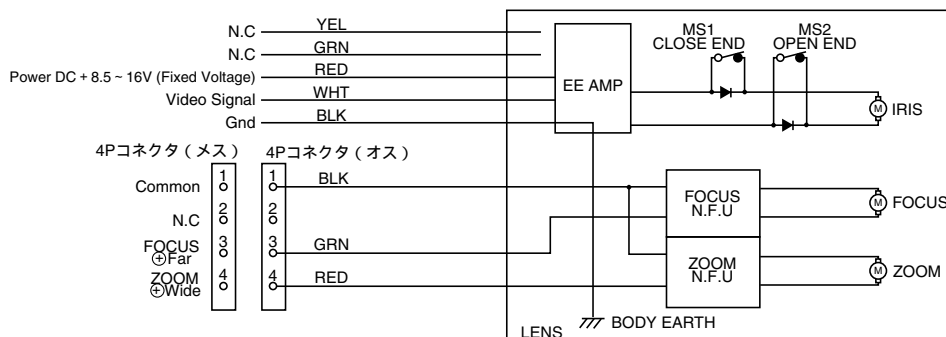 N.C YEL
N.C GRN
Power DC + 8.5 ~ 16V (Fixed Voltage) RED
Video Signal WHT
Gnd BLK
EE AMP
MS1
CLOSE END
MS2
OPEN END
M IRIS
4Pコネクタ(メス) 4Pコネクタ(オス)
Common 1 1 BLK
N.C 2 2
FOCUS
⊕Far 3 3 GRN
ZOOM
⊕Wide 4 4 RED
FOCUS
N.F.U
M FOCUS
ZOOM
N.F.U
M ZOOM
LENS BODY EARTH